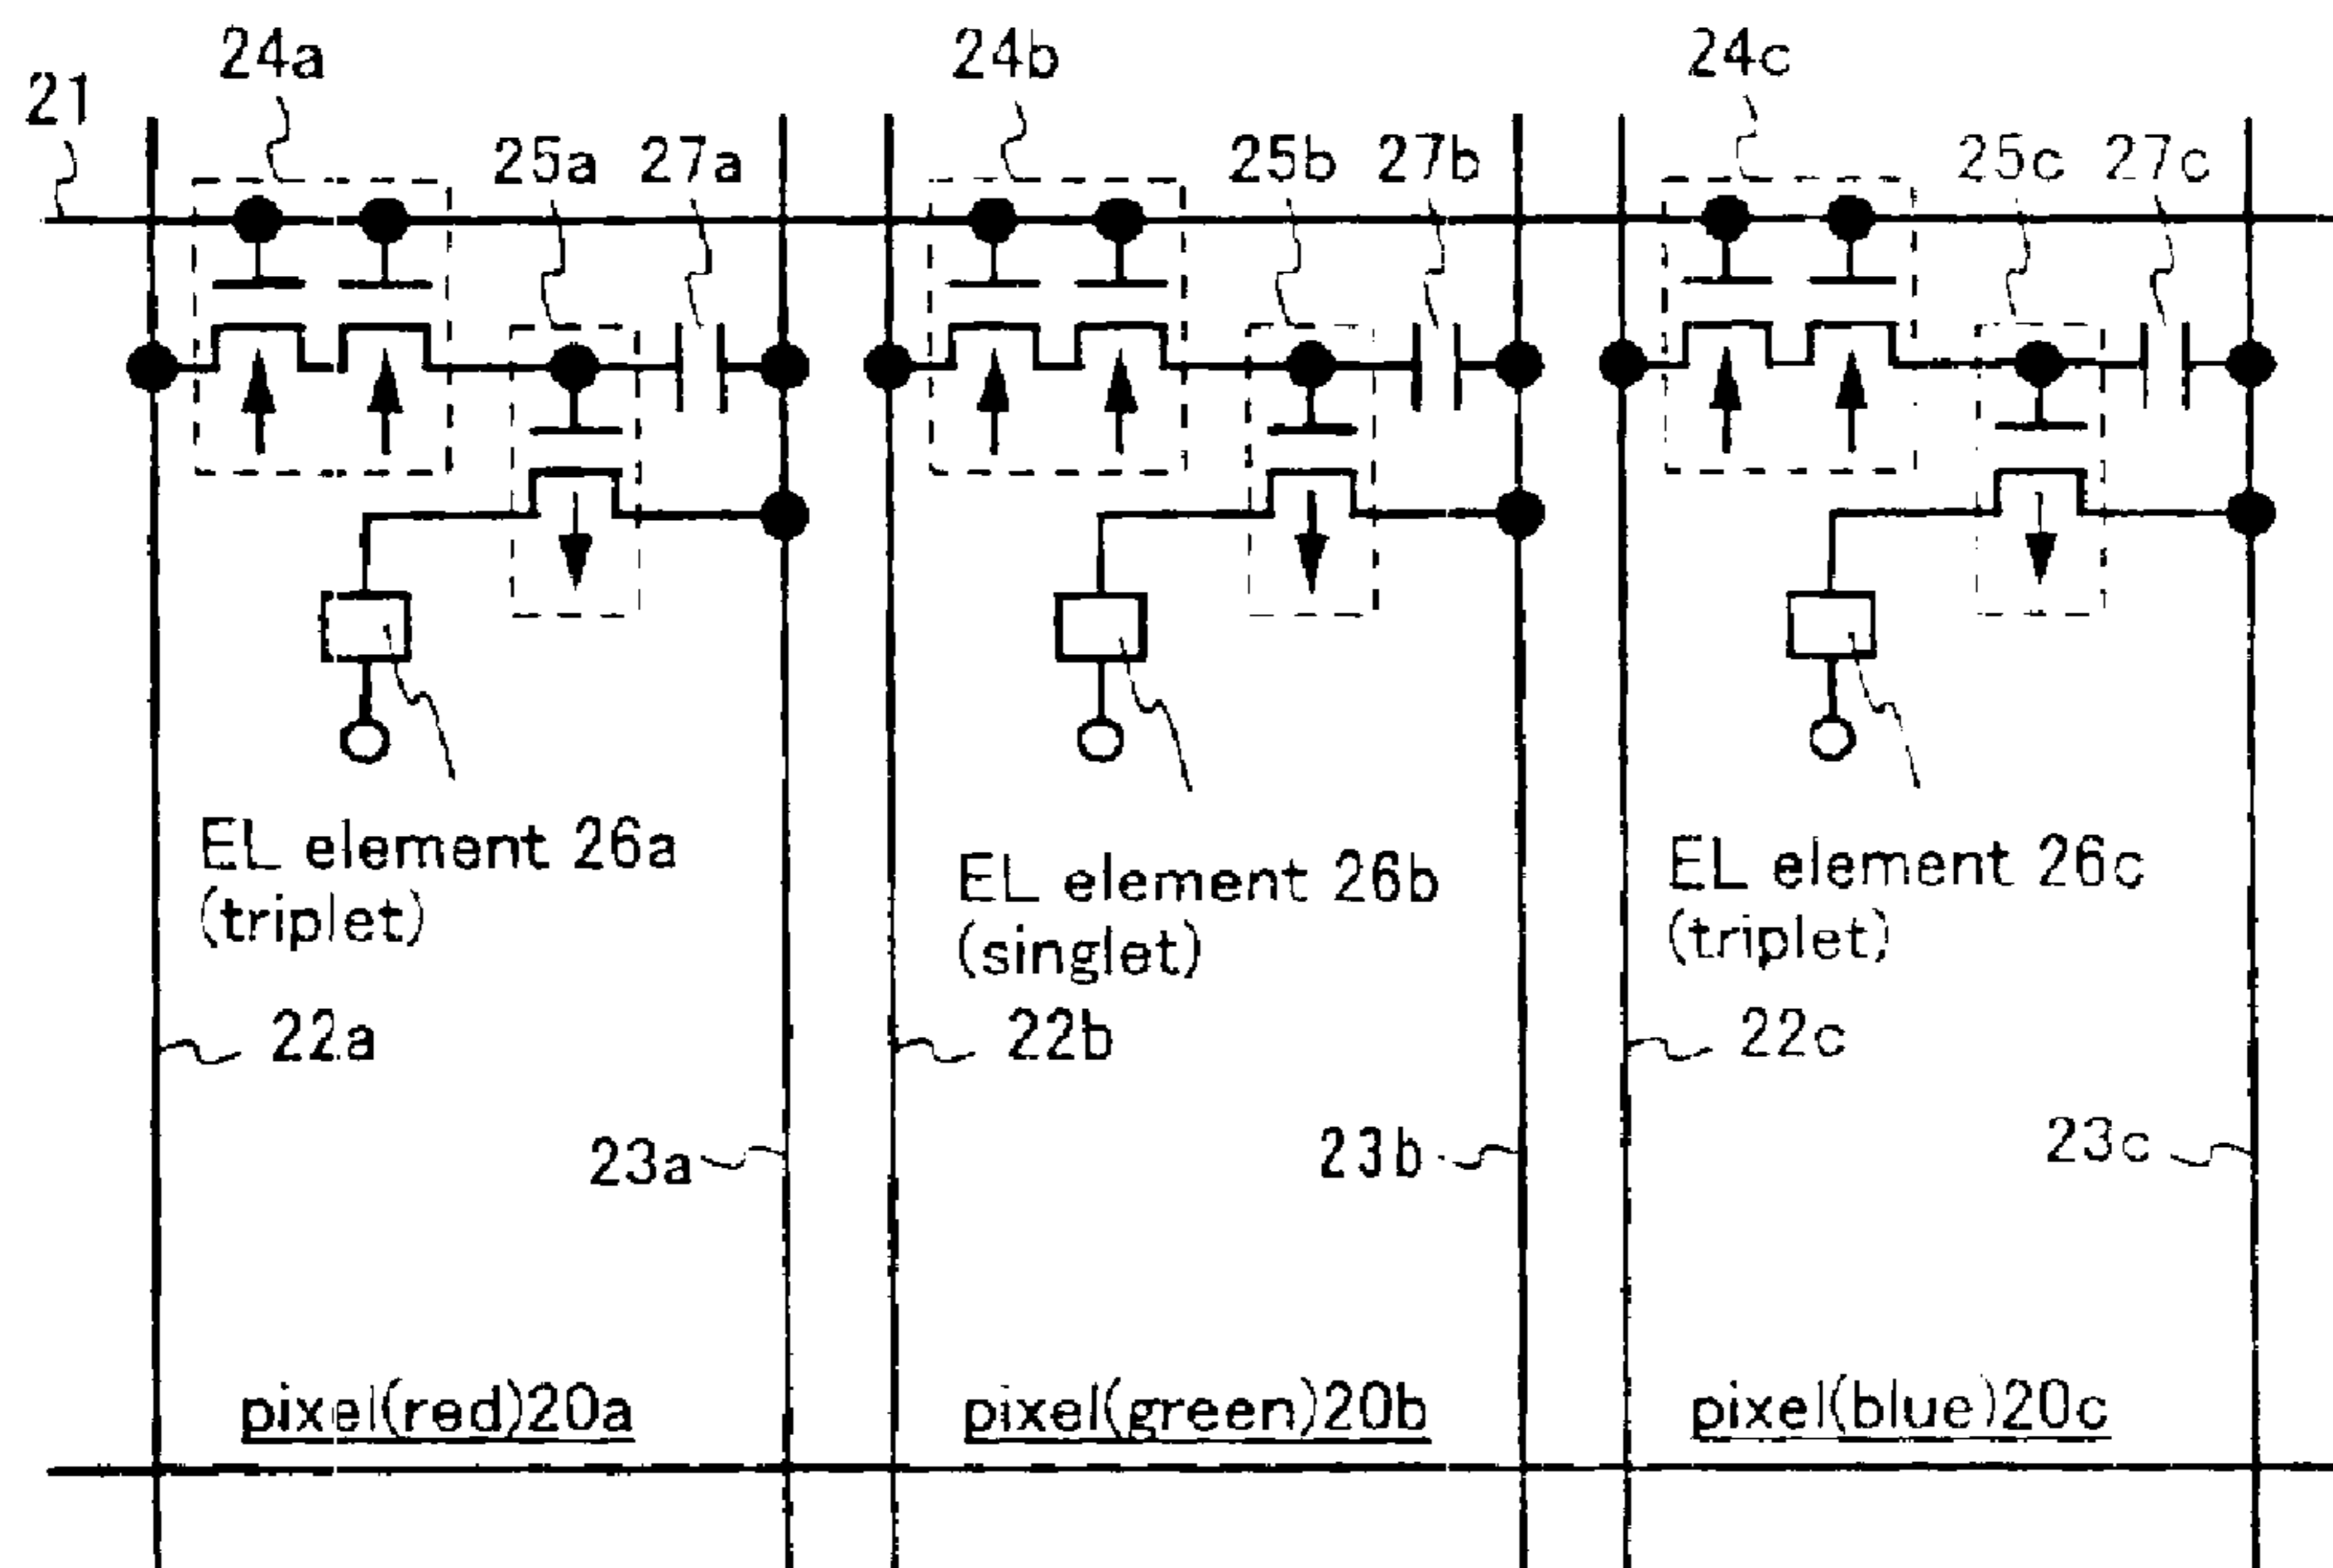 24a
24b
24c
21
25a
27a
25b
27b
25c
27c
EL element 26a
(triplet)
EL element 26b
(singlet)
EL element 26c
(triplet)
22a
22b
22c
23a
23b
23c
pixel(red)20a
pixel(green)20b
pixel(blue)20c